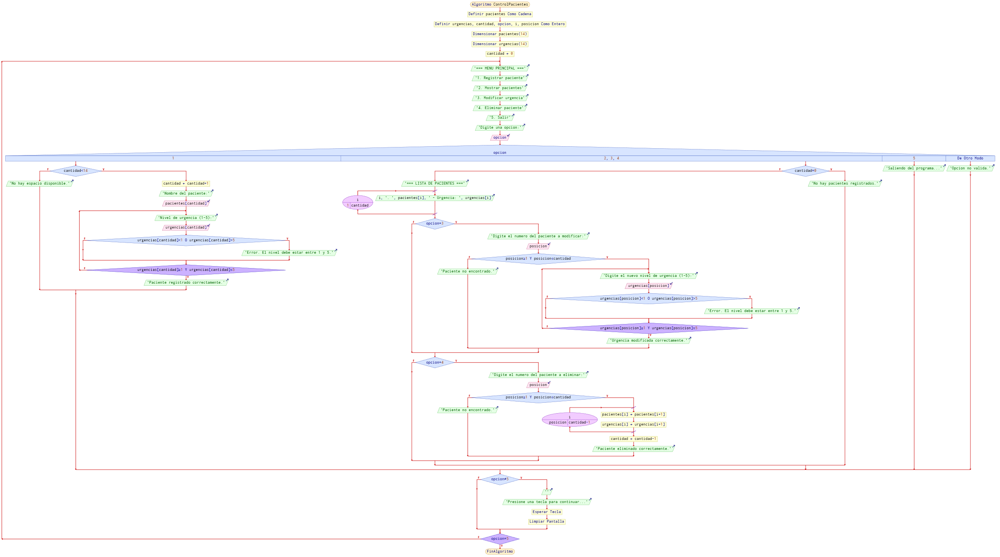 Algoritmo ControlPacientes
Definir pacientes Como Cadena
Definir urgencias, cantidad, opcion, i, posicion Como Entero
Dimensionar pacientes(14)
Dimensionar urgencias(14)
cantidad ← 0
'=== MENU PRINCIPAL ==='
'1. Registrar paciente'
'2. Mostrar pacientes'
'3. Modificar urgencia'
'4. Eliminar paciente'
'5. Salir'
'Digite una opcion:'
opcion
opcion
1
2, 3, 4
5
De Otro Modo
F
cantidad<14
V
'No hay espacio disponible.'
cantidad ← cantidad+1
'Nombre del paciente:'
pacientes[cantidad]
'Nivel de urgencia (1-5):'
urgencias[cantidad]
F
urgencias[cantidad]<1 O urgencias[cantidad]>5
V
'Error. El nivel debe estar entre 1 y 5.'
F
urgencias[cantidad]≥1 Y urgencias[cantidad]≤5
V
'Paciente registrado correctamente.'
F
cantidad=0
V
'No hay pacientes registrados.'
'=== LISTA DE PACIENTES ==='
i
1 cantidad
i, '. ', pacientes[i], ' - Urgencia: ', urgencias[i]
F
opcion=3
V
'Digite el numero del paciente a modificar:'
posicion
F
posicion≥1 Y posicion≤cantidad
V
'Paciente no encontrado.'
'Digite el nuevo nivel de urgencia (1-5):'
urgencias[posicion]
F
urgencias[posicion]<1 O urgencias[posicion]>5
V
'Error. El nivel debe estar entre 1 y 5.'
F
urgencias[posicion]≥1 Y urgencias[posicion]≤5
V
'Urgencia modificada correctamente.'
F
opcion=4
V
'Digite el numero del paciente a eliminar:'
posicion
F
posicion≥1 Y posicion≤cantidad
V
'Paciente no encontrado.'
i
posicion cantidad-1
pacientes[i] ← pacientes[i+1]
urgencias[i] ← urgencias[i+1]
cantidad ← cantidad-1
'Paciente eliminado correctamente.'
'Saliendo del programa...'
'Opcion no valida.'
F
opcion≠5
V
''
'Presione una tecla para continuar...'
Esperar Tecla
Limpiar Pantalla
F
opcion=5
V
FinAlgoritmo